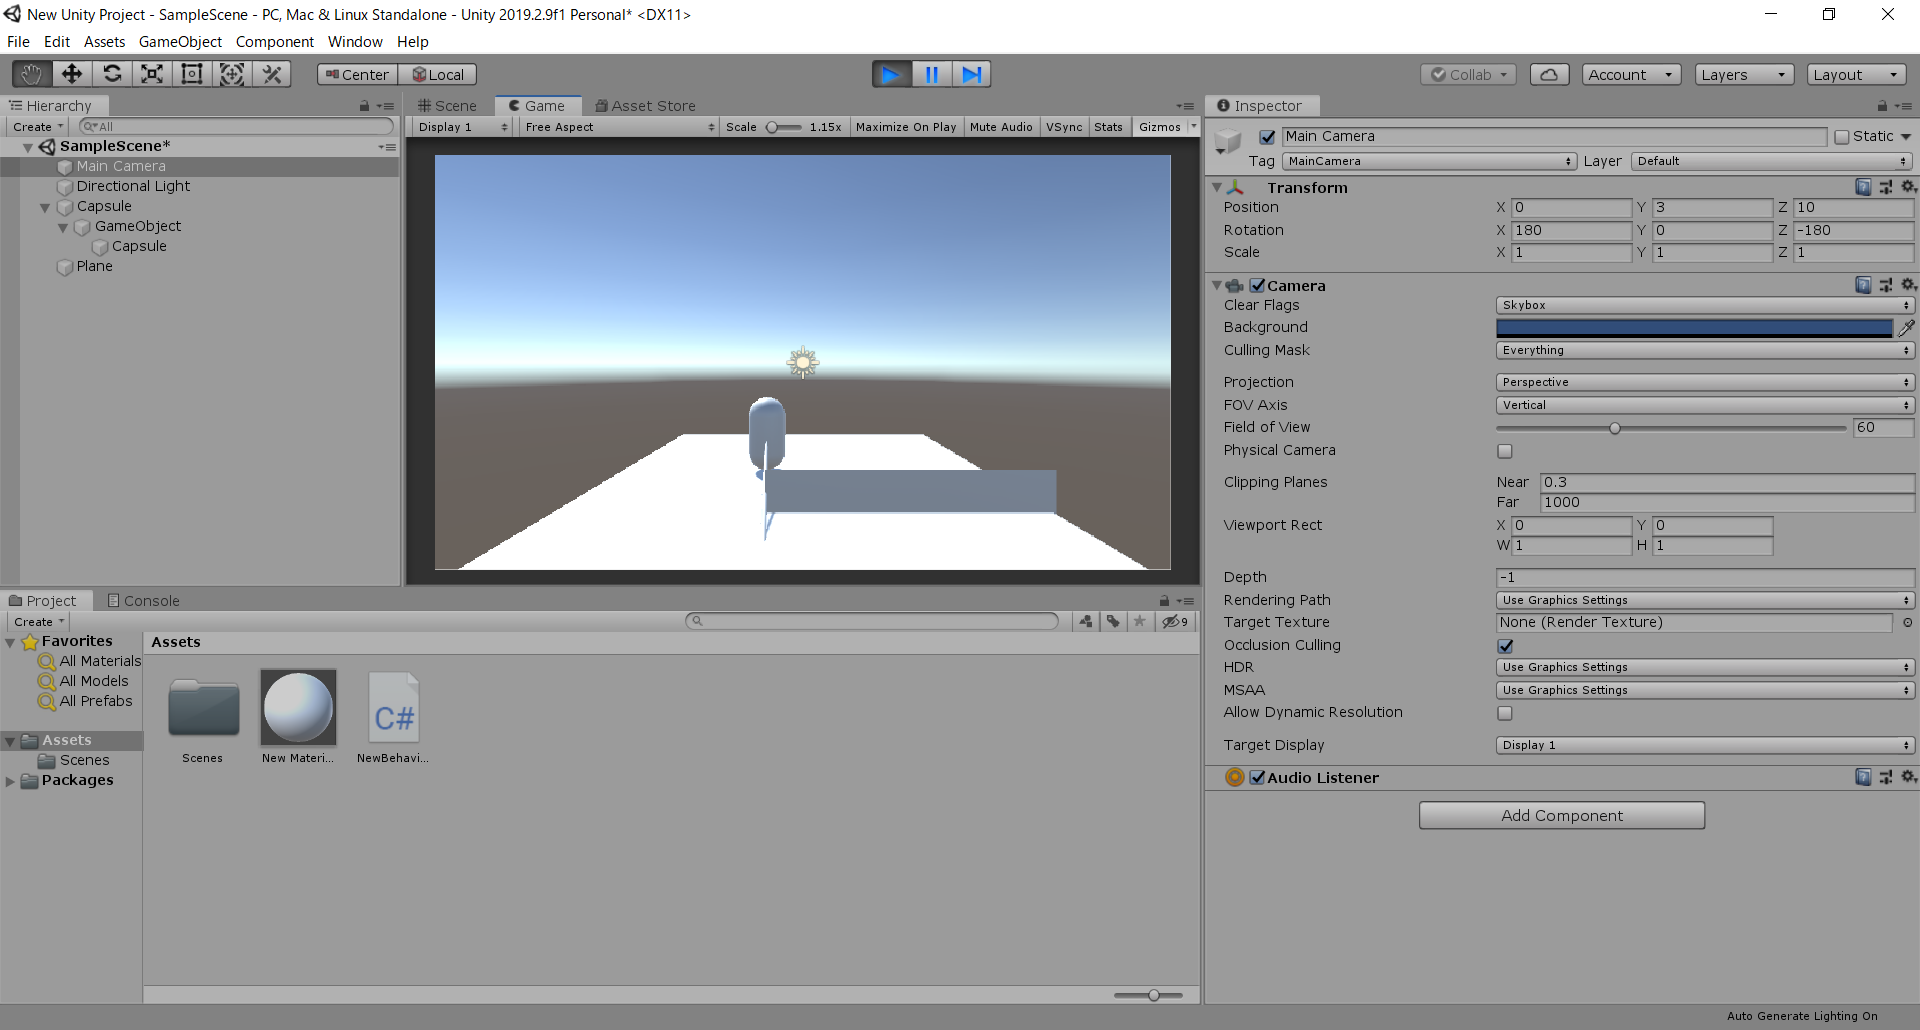 New Unity Project - SampleScene - PC, Mac & Linux Standalone - Unity 2019.2.9f1 Personal* <DX11>
File Edit Assets GameObject Component Window Help
Center Local Collab Account Layers Layout
Hierarchy
Create All
SampleScene*
Main Camera
Directional Light
Capsule
GameObject
Capsule
Plane
Scene Game Asset Store
Display 1 Free Aspect Scale 1.15x Maximize On Play Mute Audio VSync Stats Gizmos
Inspector
Main Camera Static
Tag MainCamera Layer Default
Transform
Position X 0 Y 3 Z 10
Rotation X 180 Y 0 Z -180
Scale X 1 Y 1 Z 1
Camera
Clear Flags Skybox
Background
Culling Mask Everything
Projection Perspective
FOV Axis Vertical
Field of View 60
Physical Camera
Clipping Planes Near 0.3
Far 1000
Viewport Rect X 0 Y 0
W 1 H 1
Depth -1
Rendering Path Use Graphics Settings
Target Texture None (Render Texture)
Occlusion Culling
HDR Use Graphics Settings
MSAA Use Graphics Settings
Allow Dynamic Resolution
Target Display Display 1
Audio Listener
Add Component
Project Console
Create 9
Favorites
All Materials
All Models
All Prefabs
Assets
Scenes
Packages
Assets
C#
Scenes New Materi... NewBehavi...
Auto Generate Lighting On